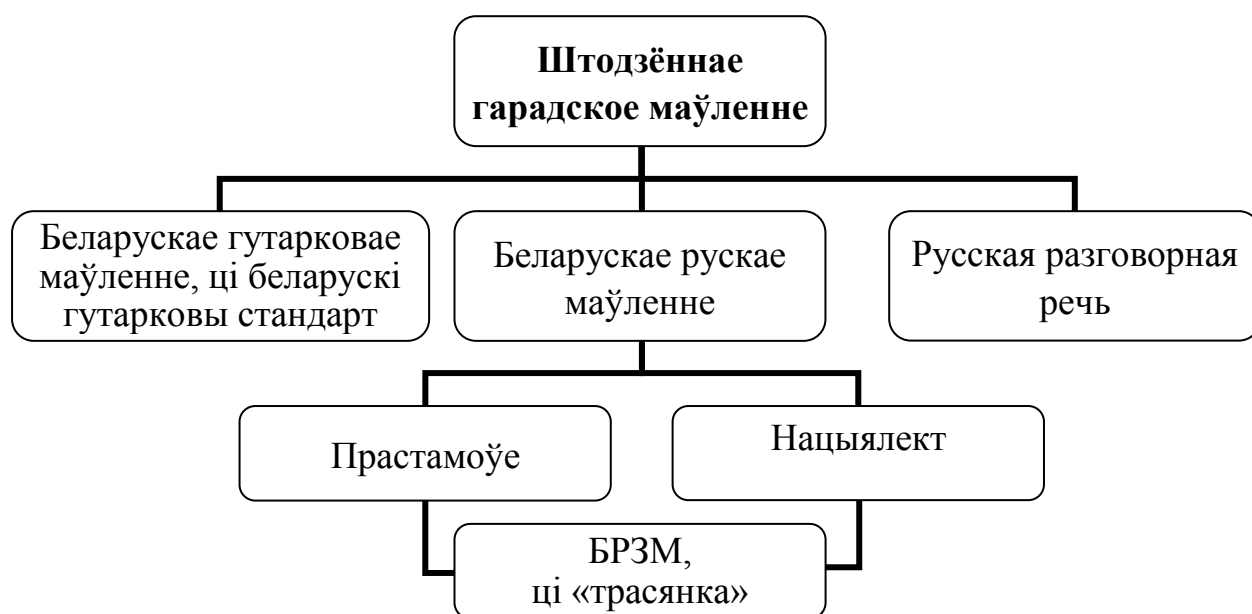 Штодзённае
гарадское маўленне
Беларускае гутарковае
маўленне, ці беларускі
гутарковы стандарт
Беларускае рускае
маўленне
Русская разговорная
речь
Прастамоўе
Нацыялект
БРЗМ,
ці «трасянка»